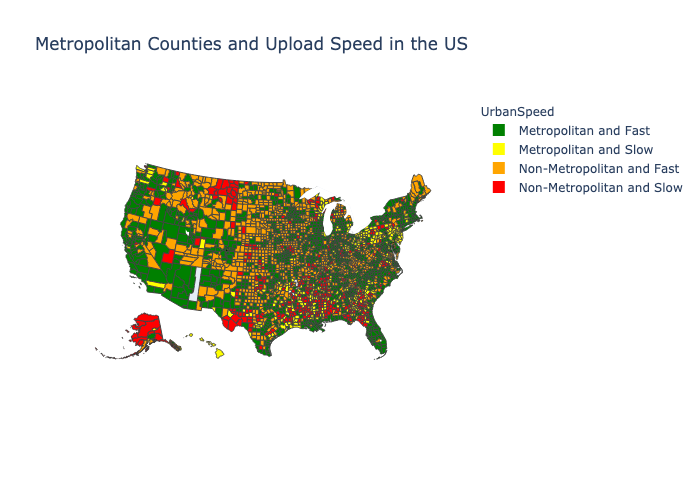 Metropolitan Counties and Upload Speed in the US
UrbanSpeed
Metropolitan and Fast
Metropolitan and Slow
Non-Metropolitan and Fast
Non-Metropolitan and Slow